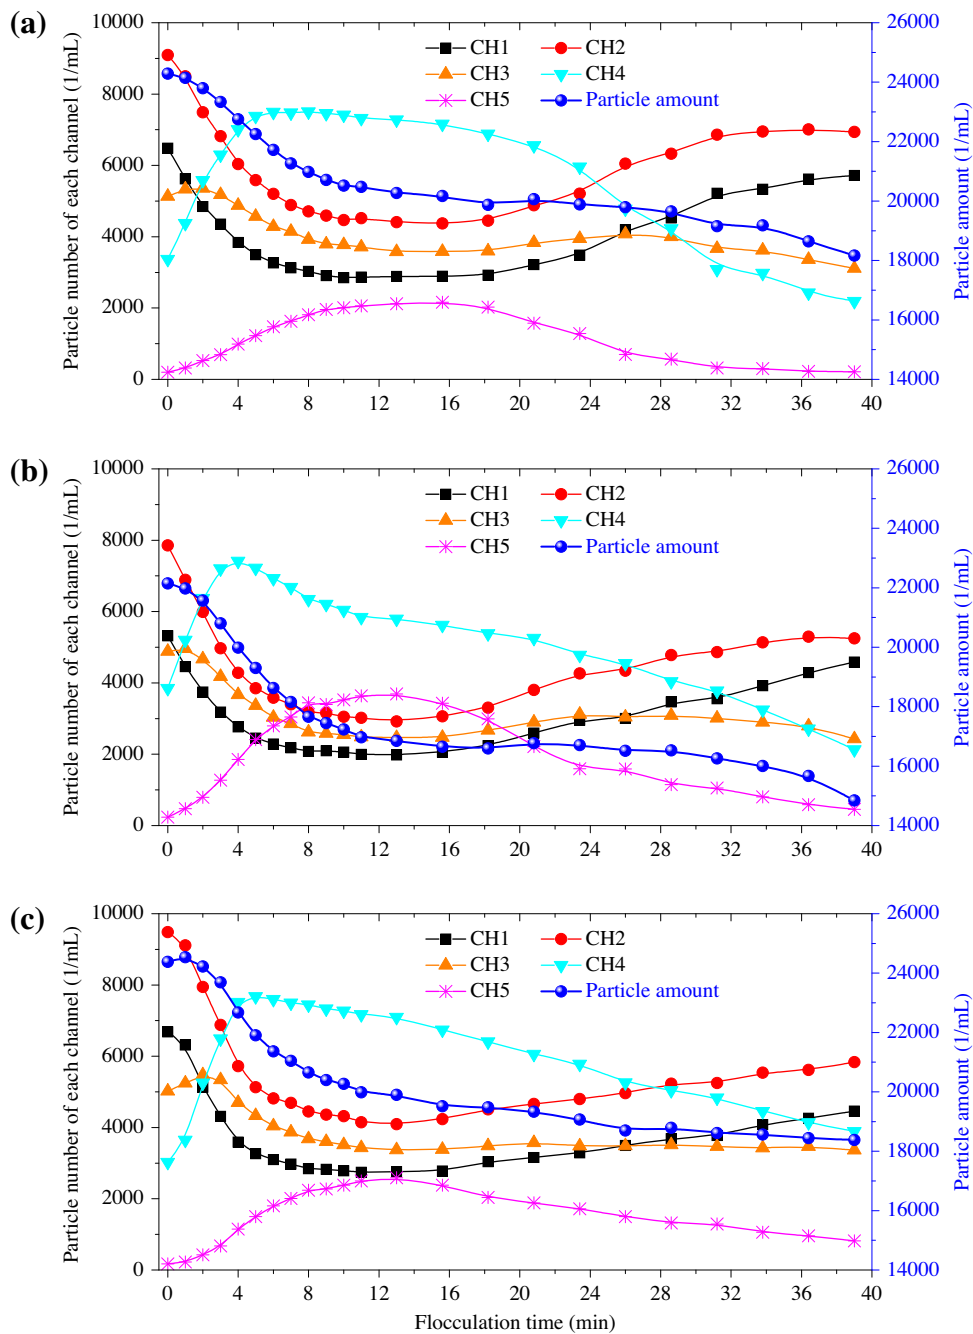 (a)
10000
8000
6000
4000
2000
0
Particle number of each channel (1/mL)
CH1 CH2
CH3 CH4
CH5 Particle amount
26000
24000
22000
20000
18000
16000
14000
Particle amount (1/mL)
0 4 8 12 16 20 24 28 32 36 40
(b)
10000
8000
6000
4000
2000
0
Particle number of each channel (1/mL)
CH1 CH2
CH3 CH4
CH5 Particle amount
26000
24000
22000
20000
18000
16000
14000
Particle amount (1/mL)
0 4 8 12 16 20 24 28 32 36 40
(c)
10000
8000
6000
4000
2000
0
Particle number of each channel (1/mL)
CH1 CH2
CH3 CH4
CH5 Particle amount
26000
24000
22000
20000
18000
16000
14000
Particle amount (1/mL)
0 4 8 12 16 20 24 28 32 36 40
Flocculation time (min)